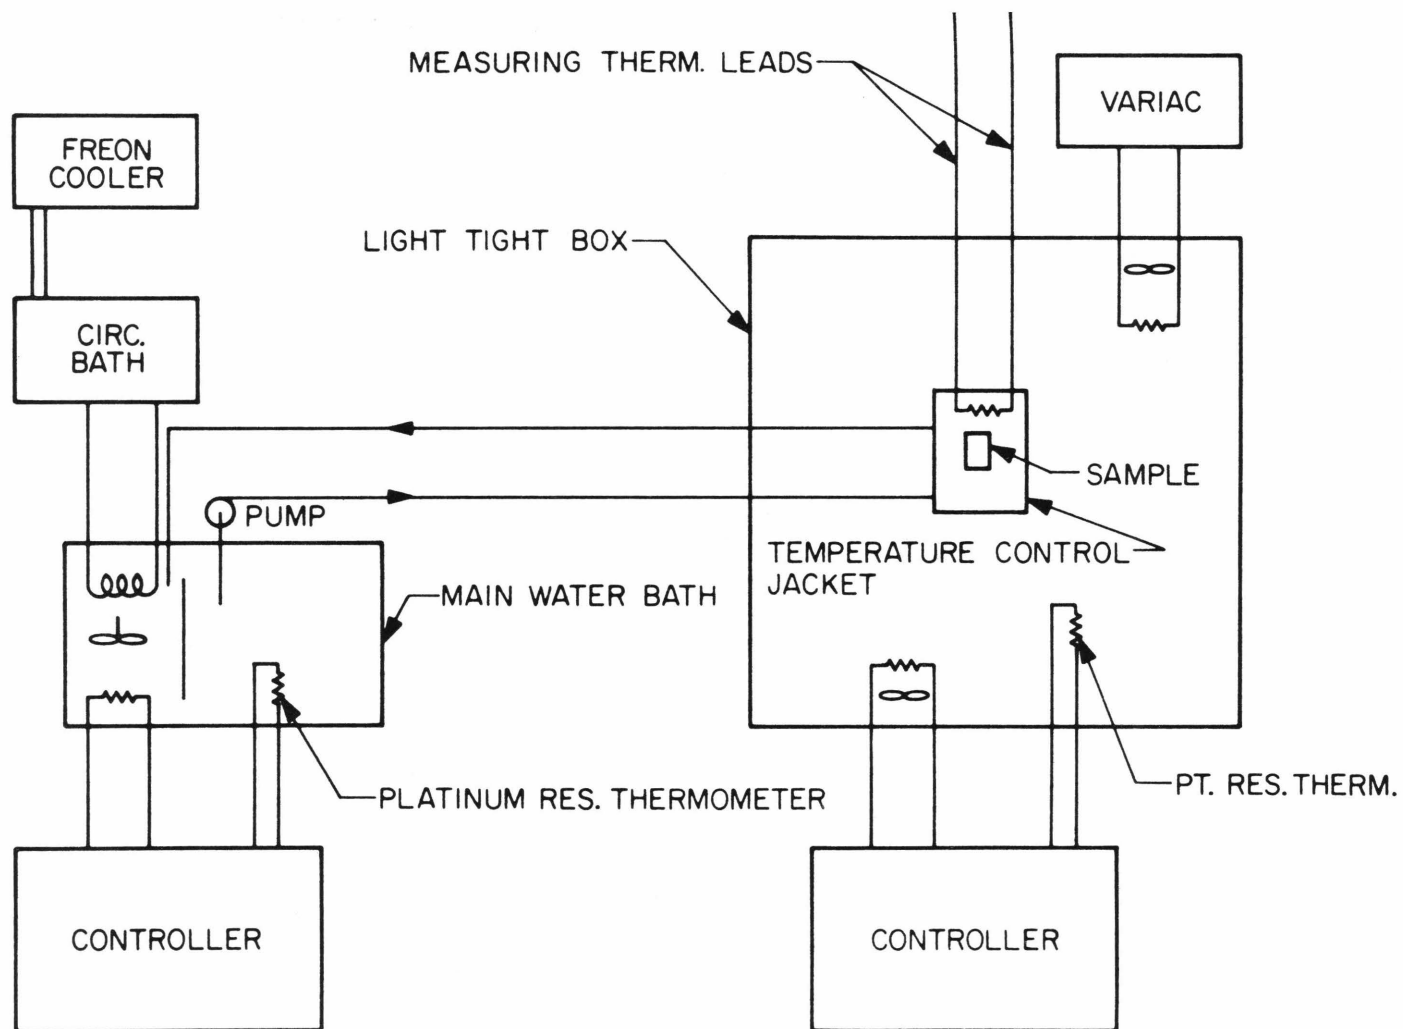 MEASURING THERM. LEADS
VARIAC
FREON
COOLER
LIGHT TIGHT BOX
CIRC.
BATH
SAMPLE
PUMP
TEMPERATURE CONTROL
JACKET
MAIN WATER BATH
PLATINUM RES. THERMOMETER
PT. RES. THERM.
CONTROLLER
CONTROLLER